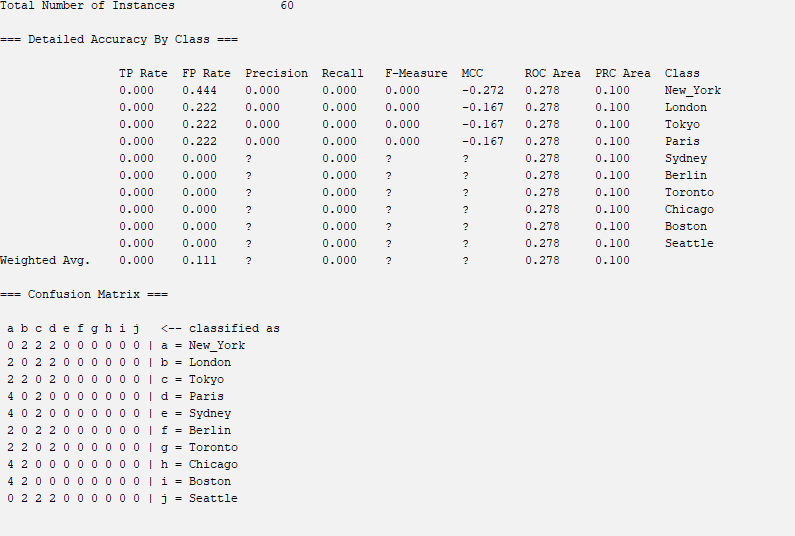 Total Number of Instances               60
=== Detailed Accuracy By Class ===
                 TP Rate  FP Rate  Precision  Recall   F-Measure  MCC      ROC Area  PRC Area  Class
                 0.000    0.444    0.000      0.000    0.000      -0.272   0.278     0.100     New_York
                 0.000    0.222    0.000      0.000    0.000      -0.167   0.278     0.100     London
                 0.000    0.222    0.000      0.000    0.000      -0.167   0.278     0.100     Tokyo
                 0.000    0.222    0.000      0.000    0.000      -0.167   0.278     0.100     Paris
                 0.000    0.000    ?          0.000    ?          ?        0.278     0.100     Sydney
                 0.000    0.000    ?          0.000    ?          ?        0.278     0.100     Berlin
                 0.000    0.000    ?          0.000    ?          ?        0.278     0.100     Toronto
                 0.000    0.000    ?          0.000    ?          ?        0.278     0.100     Chicago
                 0.000    0.000    ?          0.000    ?          ?        0.278     0.100     Boston
                 0.000    0.000    ?          0.000    ?          ?        0.278     0.100     Seattle
Weighted Avg.    0.000    0.111    ?          0.000    ?          ?        0.278     0.100
=== Confusion Matrix ===
 a b c d e f g h i j   <-- classified as
 0 2 2 2 0 0 0 0 0 0 | a = New_York
 2 0 2 2 0 0 0 0 0 0 | b = London
 2 2 0 2 0 0 0 0 0 0 | c = Tokyo
 4 0 2 0 0 0 0 0 0 0 | d = Paris
 4 0 2 0 0 0 0 0 0 0 | e = Sydney
 2 0 2 2 0 0 0 0 0 0 | f = Berlin
 2 2 0 2 0 0 0 0 0 0 | g = Toronto
 4 2 0 0 0 0 0 0 0 0 | h = Chicago
 4 2 0 0 0 0 0 0 0 0 | i = Boston
 0 2 2 2 0 0 0 0 0 0 | j = Seattle